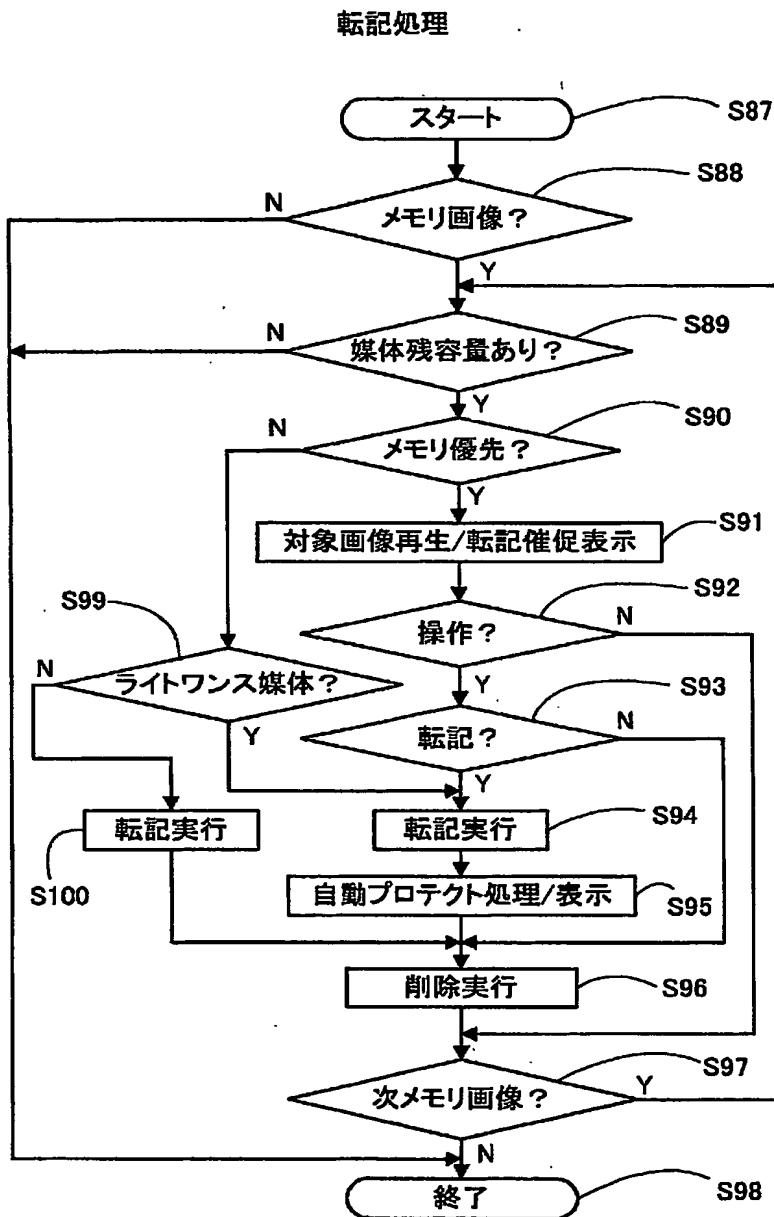 転記処理
スタート
S87
S88
N
メモリ画像?
Y
S89
N
媒体残容量あり?
Y
S90
N
メモリ優先?
Y
対象画像再生/転記催促表示
S91
S92
N
操作?
Y
S99
N
ライトワンス媒体?
Y
S93
N
転記?
Y
転記実行
S100
転記実行
S94
自動プロテクト処理/表示
S95
削除実行
S96
S97
次メモリ画像?
Y
N
終了
S98